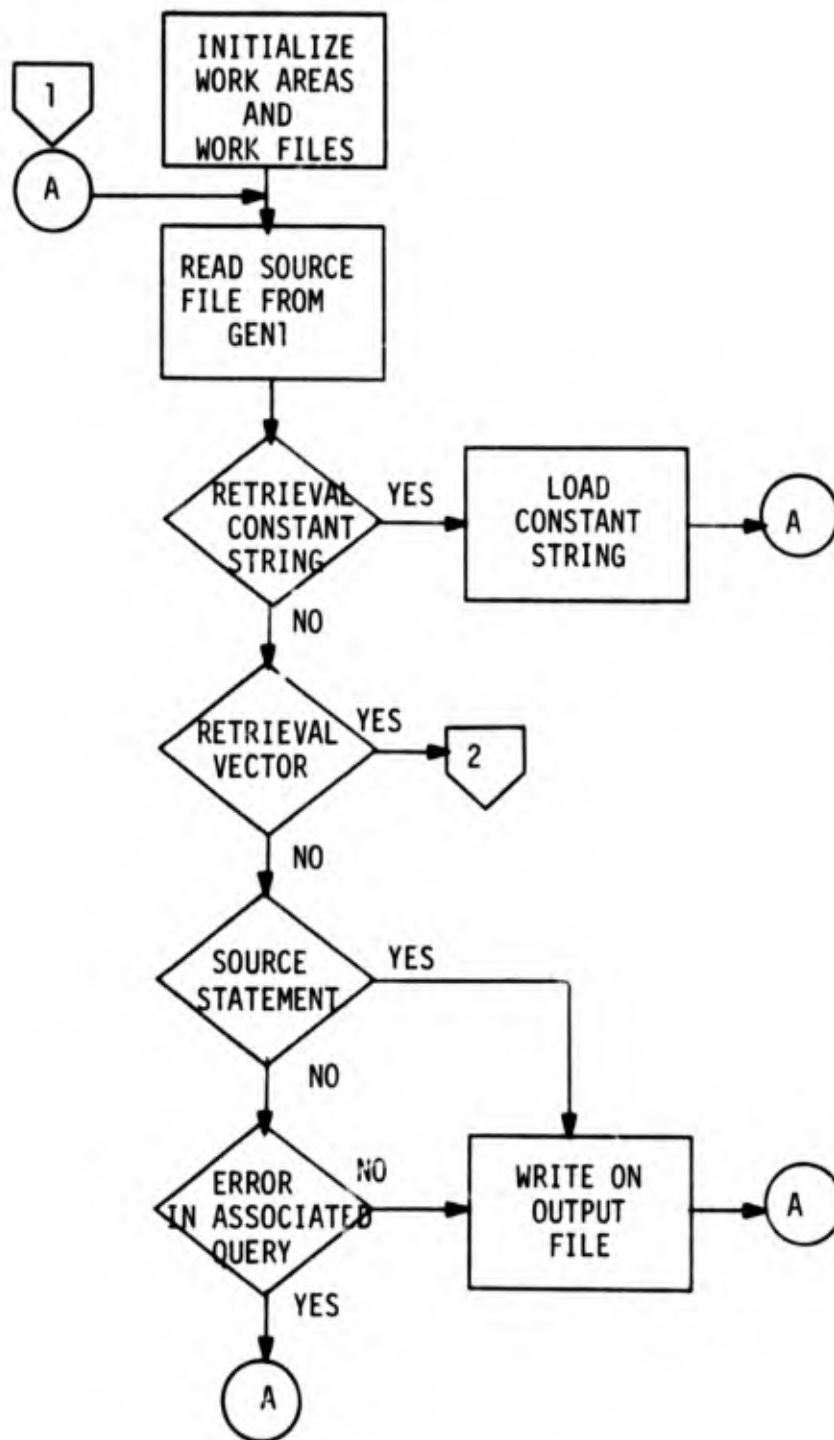 INITIALIZE
WORK AREAS
AND
WORK FILES
1
A
READ SOURCE
FILE FROM
GEN1
RETRIEVAL
CONSTANT
STRING
YES
LOAD
CONSTANT
STRING
A
NO
RETRIEVAL
VECTOR
YES
2
NO
SOURCE
STATEMENT
YES
NO
ERROR
IN ASSOCIATED
QUERY
NO
WRITE ON
OUTPUT
FILE
A
YES
A